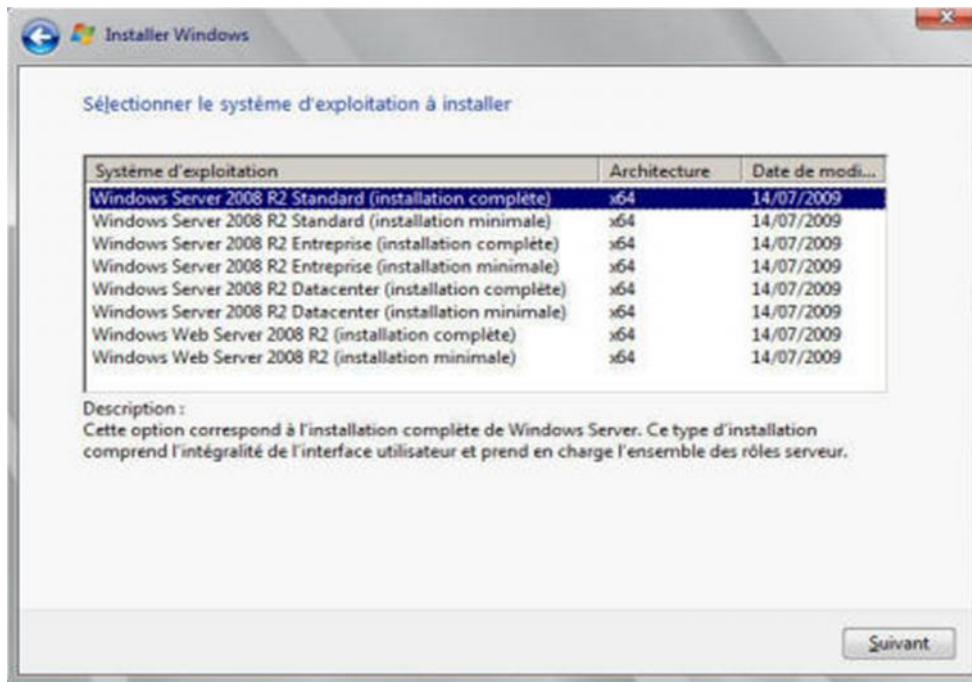 Installer Windows
Sélectionner le système d'exploitation à installer
Système d'exploitation Architecture Date de modi...
Windows Server 2008 R2 Standard (installation complète) x64 14/07/2009
Windows Server 2008 R2 Standard (installation minimale) x64 14/07/2009
Windows Server 2008 R2 Entreprise (installation complète) x64 14/07/2009
Windows Server 2008 R2 Entreprise (installation minimale) x64 14/07/2009
Windows Server 2008 R2 Datacenter (installation complète) x64 14/07/2009
Windows Server 2008 R2 Datacenter (installation minimale) x64 14/07/2009
Windows Web Server 2008 R2 (installation complète) x64 14/07/2009
Windows Web Server 2008 R2 (installation minimale) x64 14/07/2009
Description :
Cette option correspond à l'installation complète de Windows Server. Ce type d'installation
comprend l'intégralité de l'interface utilisateur et prend en charge l'ensemble des rôles serveur.
Suivant